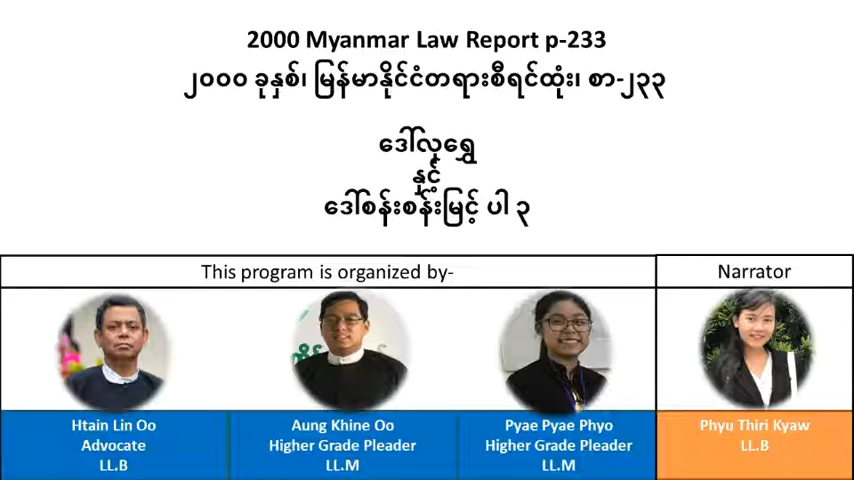 2000 Myanmar Law Report p-233
၂၀၀၀ ခုနှစ်၊ မြန်မာနိုင်ငံတရားစီရင်ထုံး၊ စာ-၂၃၃
ဒေါ်လှရွှေ
နှင့်
ဒေါ်စန်းစန်းမြင့် ပါ ၃
This program is organized by-
Narrator
Htain Lin Oo
Advocate
LL.B
Aung Khine Oo
Higher Grade Pleader
LL.M
Pyae Pyae Phyo
Higher Grade Pleader
LL.M
Phyu Thiri Kyaw
LL.B